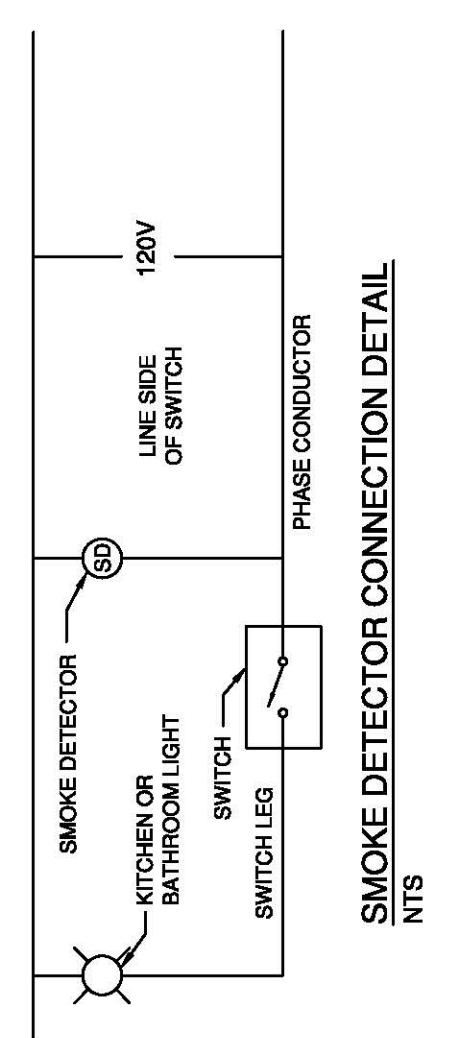 SMOKE DETECTOR
SD
KITCHEN OR
BATHROOM LIGHT
LINE SIDE
OF SWITCH
120V
SWITCH
SWITCH LEG
PHASE CONDUCTOR
SMOKE DETECTOR CONNECTION DETAIL
NTS